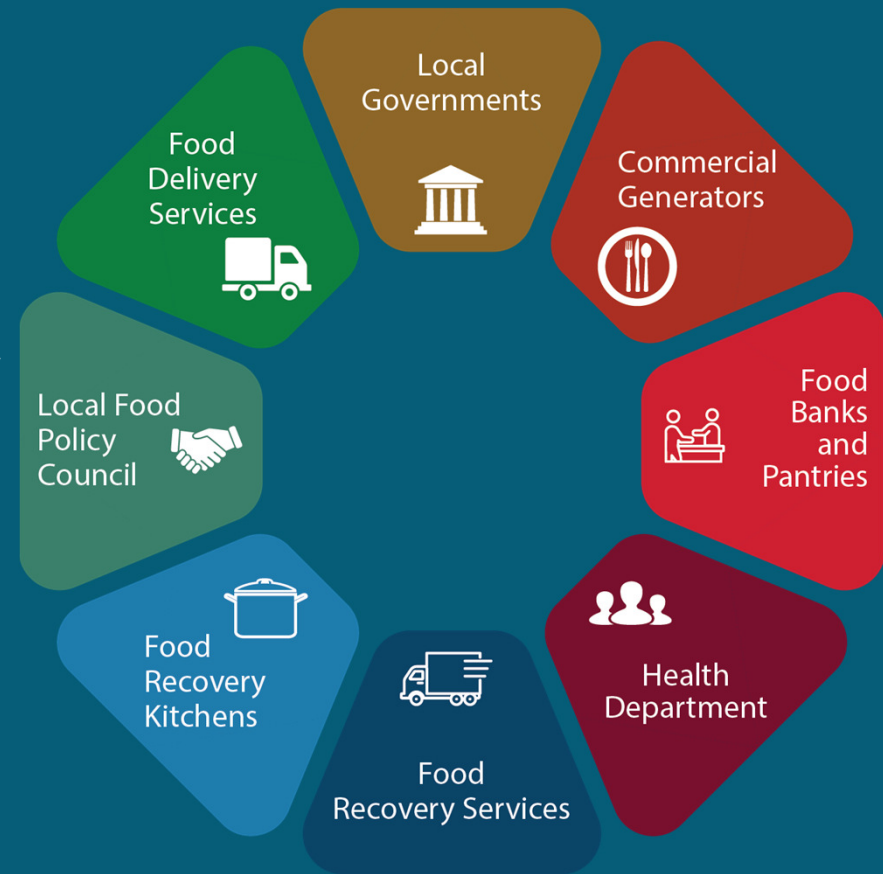 Local
Governments
Commercial
Generators
Food
Banks
and
Pantries
Health
Department
Food
Recovery Services
Food
Recovery
Kitchens
Local Food
Policy
Council
Food
Delivery
Services